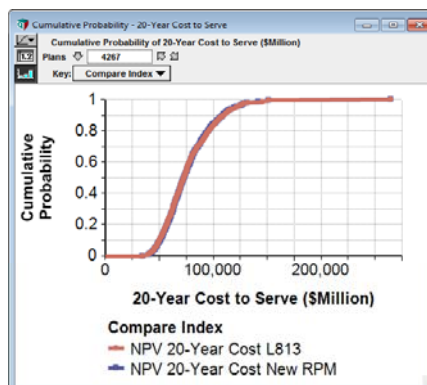 Cumulative Probability - 20-Year Cost to Serve
Cumulative Probability of 20-Year Cost to Serve ($Million)
Plans 4267
Key: Compare Index
Cumulative
Probability
1
0.8
0.6
0.4
0.2
0
0 100,000 200,000
20-Year Cost to Serve ($Million)
Compare Index
NPV 20-Year Cost L813
NPV 20-Year Cost New RPM